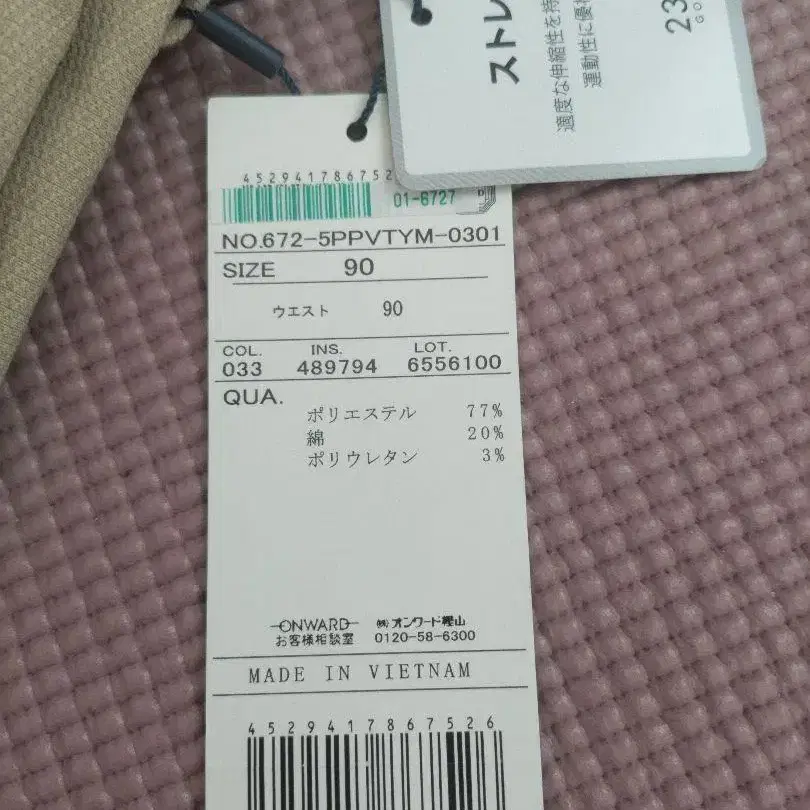 ストレ
適度な伸縮性を持
運動性に優れ
23
452941786752
01-6727
NO.672-5PPVTYM-0301
SIZE 90
ウエスト 90
COL. INS. LOT.
033 489794 6556100
QUA.
ポリエステル 77%
綿 20%
ポリウレタン 3%
ONWARD ㈱オンワード樫山
お客様相談室 0120-58-6300
MADE IN VIETNAM
4529417867526